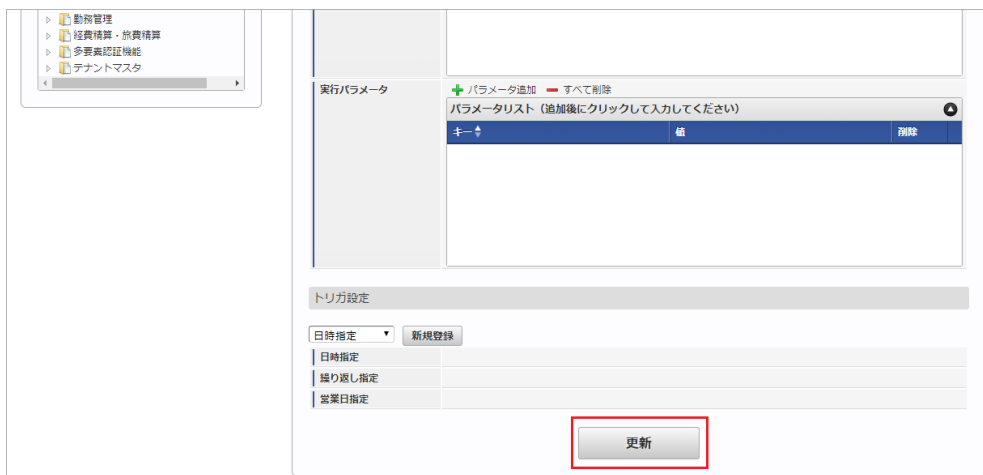 勤務管理
経費精算・旅費精算
多要素認証機能
テナントマスタ
実行パラメータ
パラメータ追加 すべて削除
パラメータリスト（追加後にクリックして入力してください）
キー 値 削除
トリガ設定
日時指定 新規登録
日時指定
繰り返し指定
営業日指定
更新